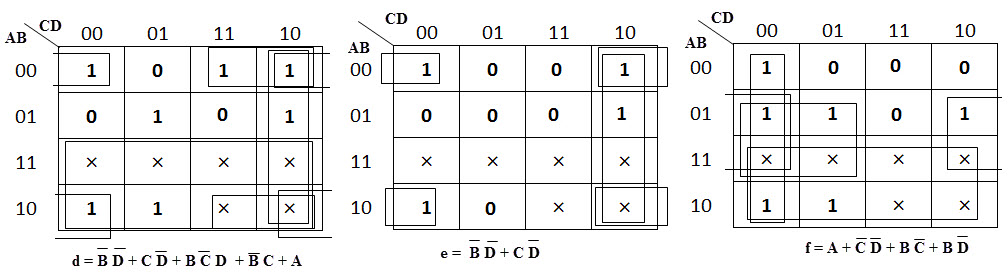 CD
AB 00 01 11 10
00 1 0 1 1
01 0 1 0 1
11 × × × ×
10 1 1 × ×
d = B̅ D̅ + C D̅ + B C̅ D + B̅ C + A
CD
AB 00 01 11 10
00 1 0 0 1
01 0 0 0 1
11 × × × ×
10 1 0 × ×
e = B̅ D̅ + C D̅
CD
AB 00 01 11 10
00 1 0 0 0
01 1 1 0 1
11 × × × ×
10 1 1 × ×
f = A + C̅ D̅ + B C̅ + B D̅